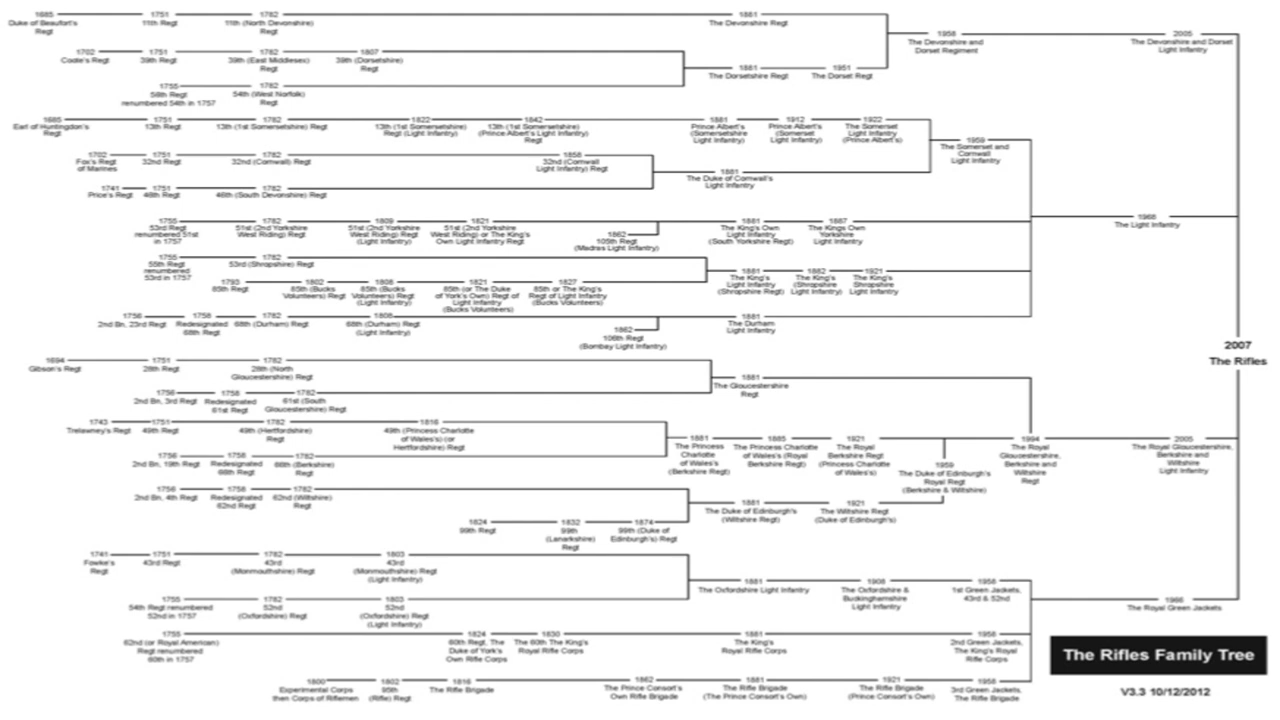 1685 1751 1782 1881
Duke of Beaufort's 11th Regt 11th (North Devonshire) The Devonshire Regt
Regt Regt
1958 2005
The Devonshire and The Devonshire and Dorset
Dorset Regiment Light Infantry
1702 1751 1782 1807
Coote's Regt 39th Regt 39th (East Middlesex) 39th (Dorsetshire)
Regt Regt
1881 1951
The Dorsetshire Regt The Dorset Regt
1755 1782
56th Regt 54th (West Norfolk)
renumbered 54th in 1757 Regt
1685 1751 1782 1822 1842 1881 1912 1922
Earl of Huntingdon's 13th Regt 13th (1st Somersetshire) Regt 13th (1st Somersetshire) 13th (1st Somersetshire) Prince Albert's Prince Albert's The Somerset
Regt Regt (Light Infantry) (Prince Albert's Light Infantry) (Somersetshire (Somerset Light Infantry
Regt Light Infantry) Light Infantry) (Prince Albert's)
1959
The Somerset and
Cornwall
Light Infantry
1702 1751 1782 1858
Fox's Regt 32nd Regt 32nd (Cornwall) Regt 32nd (Cornwall
of Marines Light Infantry) Regt
1881
The Duke of Cornwall's
Light Infantry
1741 1751 1782
Price's Regt 46th Regt 46th (South Devonshire) Regt
1968
The Light Infantry
1755 1782 1809 1821 1881 1887
53rd Regt 51st (2nd Yorkshire 51st (2nd Yorkshire 51st (2nd Yorkshire The King's Own The Kings Own
renumbered 51st West Riding) Regt West Riding) Regt West Riding) or The King's Light Infantry Yorkshire
in 1757 (Light Infantry) Own Light Infantry Regt (South Yorkshire Regt) Light Infantry
1862
105th Regt
(Madras Light Infantry)
1755 1782
55th Regt 53rd (Shropshire) Regt
renumbered
53rd in 1757
1881 1882 1921
The King's The King's The King's
Light Infantry (Shropshire Shropshire
(Shropshire Regt) Light Infantry) Light Infantry
1793 1802 1808 1821 1827
85th Regt 85th (Bucks 85th (Bucks 85th (or The Duke 85th or The King's
Volunteers) Regt Volunteers) Regt of York's Own) Regt of Regt of Light Infantry
(Light Infantry) Light Infantry (Bucks Volunteers)
(Bucks Volunteers)
1756 1758 1782 1808 1881
2nd Bn, 23rd Regt Redesignated 68th (Durham) Regt 68th (Durham) Regt The Durham
68th Regt (Light Infantry) Light Infantry
1862
106th Regt
(Bombay Light Infantry)
2007
The Rifles
1694 1751 1782
Gibson's Regt 28th Regt 28th (North
Gloucestershire) Regt
1881
The Gloucestershire
Regt
1756 1758 1782
2nd Bn, 3rd Regt Redesignated 61st (South
61st Regt Gloucestershire) Regt
1743 1751 1782 1816
Trelawney's Regt 49th Regt 49th (Hertfordshire) 49th (Princess Charlotte
Regt of Wales's) (or
Hertfordshire) Regt
1881 1885 1921 1994 2005
The Princess The Princess Charlotte The Royal The Royal The Royal Gloucestershire,
Charlotte of Wales's (Royal Berkshire Regt Gloucestershire, Berkshire and
of Wales's Berkshire Regt) (Princess Charlotte Berkshire and Wiltshire
(Berkshire Regt) of Wales's) Wiltshire Light Infantry
Regt
1756 1758 1782
2nd Bn, 19th Regt Redesignated 66th (Berkshire)
66th Regt Regt
1959
The Duke of Edinburgh's
Royal Regt
(Berkshire & Wiltshire)
1756 1758 1782
2nd Bn, 4th Regt Redesignated 62nd (Wiltshire)
62nd Regt Regt
1881 1921
The Duke of Edinburgh's The Wiltshire Regt
(Wiltshire Regt) (Duke of Edinburgh's)
1824 1832 1874
99th Regt 99th 99th (Duke of
(Lanarkshire) Edinburgh's) Regt
Regt
1741 1751 1782 1803
Fowke's 43rd Regt 43rd 43rd
Regt (Monmouthshire) Regt (Monmouthshire) Regt
(Light Infantry)
1881 1908 1958
The Oxfordshire Light Infantry The Oxfordshire & 1st Green Jackets,
Buckinghamshire 43rd & 52nd
Light Infantry
1755 1782 1803
54th Regt renumbered 52nd 52nd
52nd in 1757 (Oxfordshire) Regt (Oxfordshire) Regt
(Light Infantry)
1966
The Royal Green Jackets
1755 1824 1830 1881 1958
62nd (or Royal American) 60th Regt, The The 60th The King's The King's 2nd Green Jackets,
Regt renumbered Duke of York's Royal Rifle Corps Royal Rifle Corps The King's Royal
60th in 1757 Own Rifle Corps Rifle Corps
1800 1802 1816 1862 1881 1921 1958
Experimental Corps 95th The Rifle Brigade The Prince Consort's The Rifle Brigade The Rifle Brigade 3rd Green Jackets,
then Corps of Riflemen (Rifle) Regt Own Rifle Brigade (The Prince Consort's Own) (Prince Consort's Own) The Rifle Brigade
The Rifles Family Tree
V3.3 10/12/2012